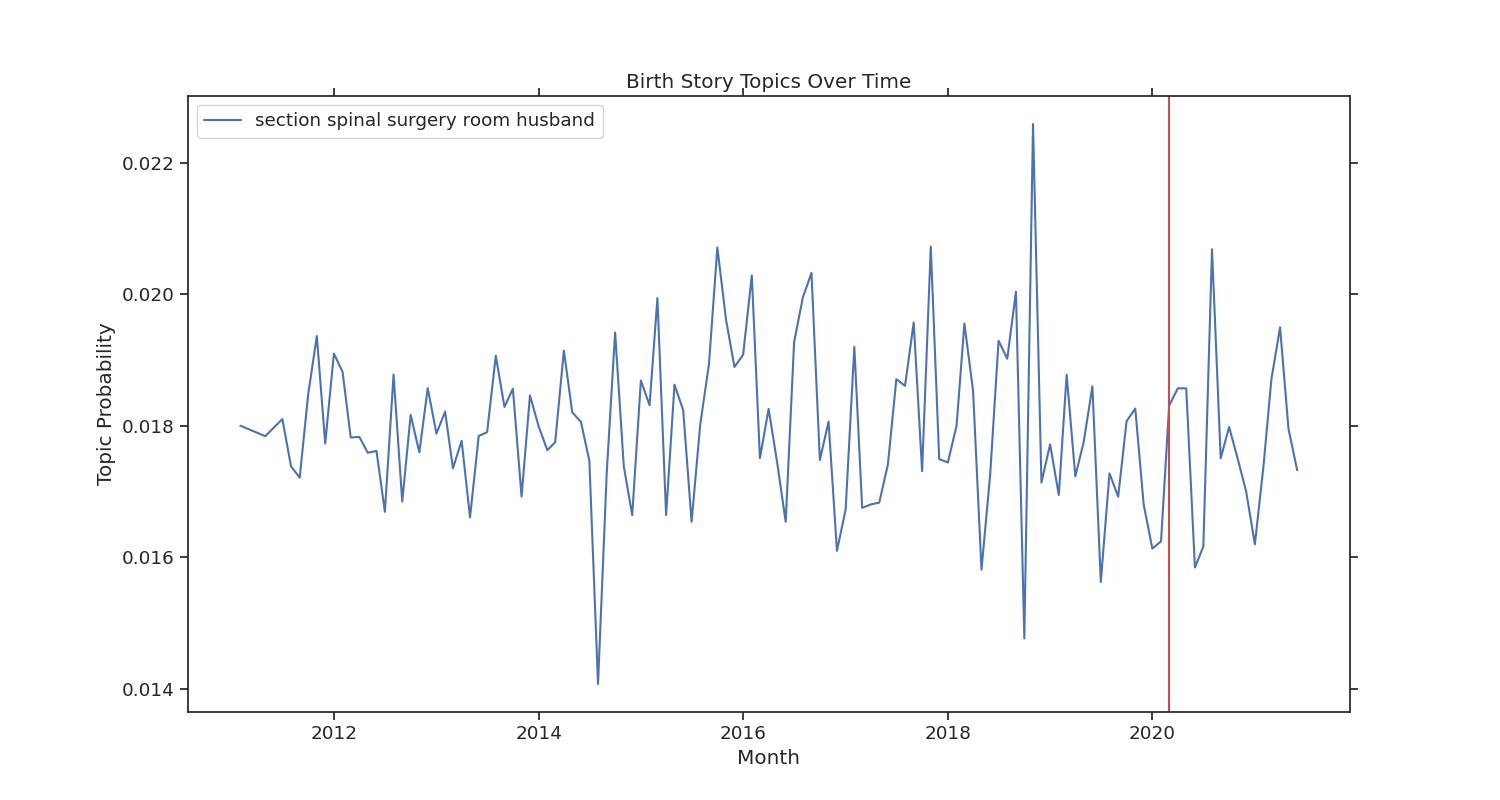 Birth Story Topics Over Time
section spinal surgery room husband
Topic Probability
0.022
0.020
0.018
0.016
0.014
2012 2014 2016 2018 2020
Month